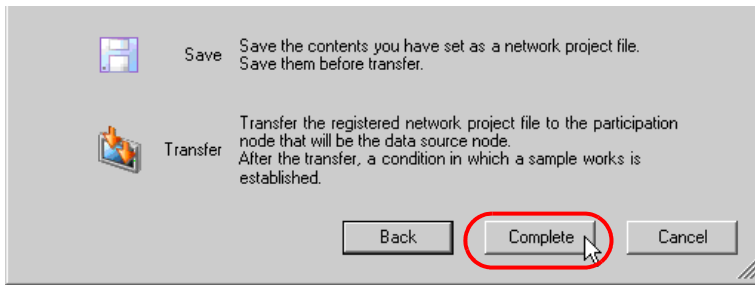 Save
Save the contents you have set as a network project file.
Save them before transfer.
Transfer
Transfer the registered network project file to the participation
node that will be the data source node.
After the transfer, a condition in which a sample works is
established.
Back
Complete
Cancel